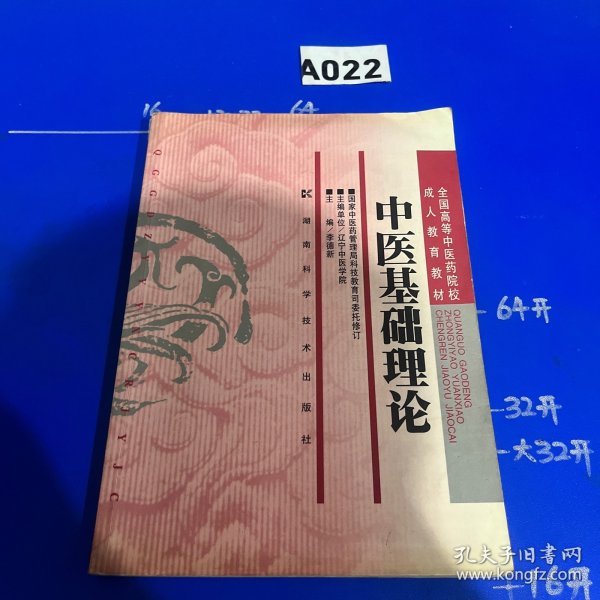 A022
16
64
全国高等中医药院校
成人教育教材
QUANGUO GAODENG
ZHONGYIYAO YUANXIAO
CHENGREN JIAOYU JIAOCAI
中医基础理论
■国家中医药管理局科技教育司委托修订
■主编单位/辽宁中医学院
■主 编/李德新
湖南科学技术出版社
64开
32开
大32开
16开
孔夫子旧书网
www.kongfz.com